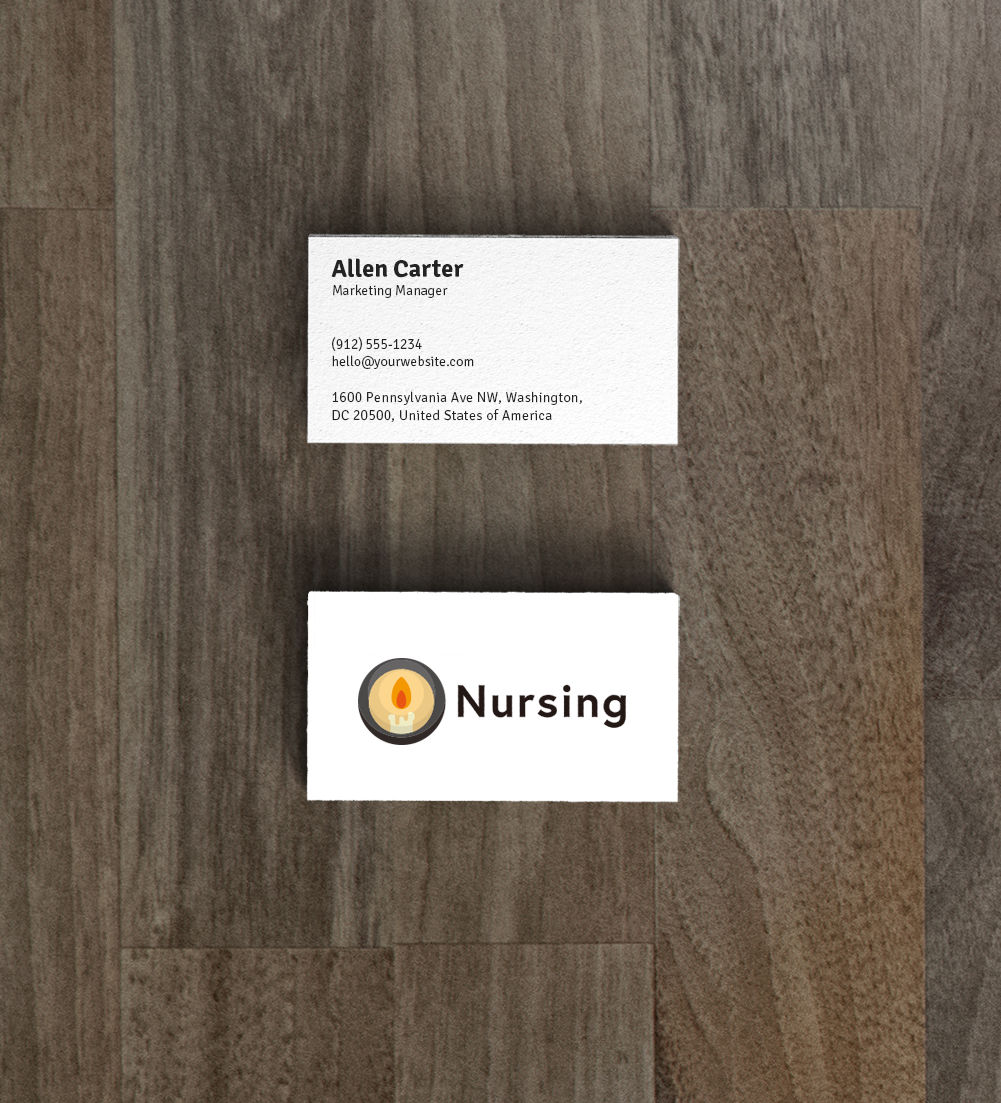 Allen Carter
Marketing Manager
(912) 555-1234
hello@yourwebsite.com
1600 Pennsylvania Ave NW, Washington,
DC 20500, United States of America
Nursing